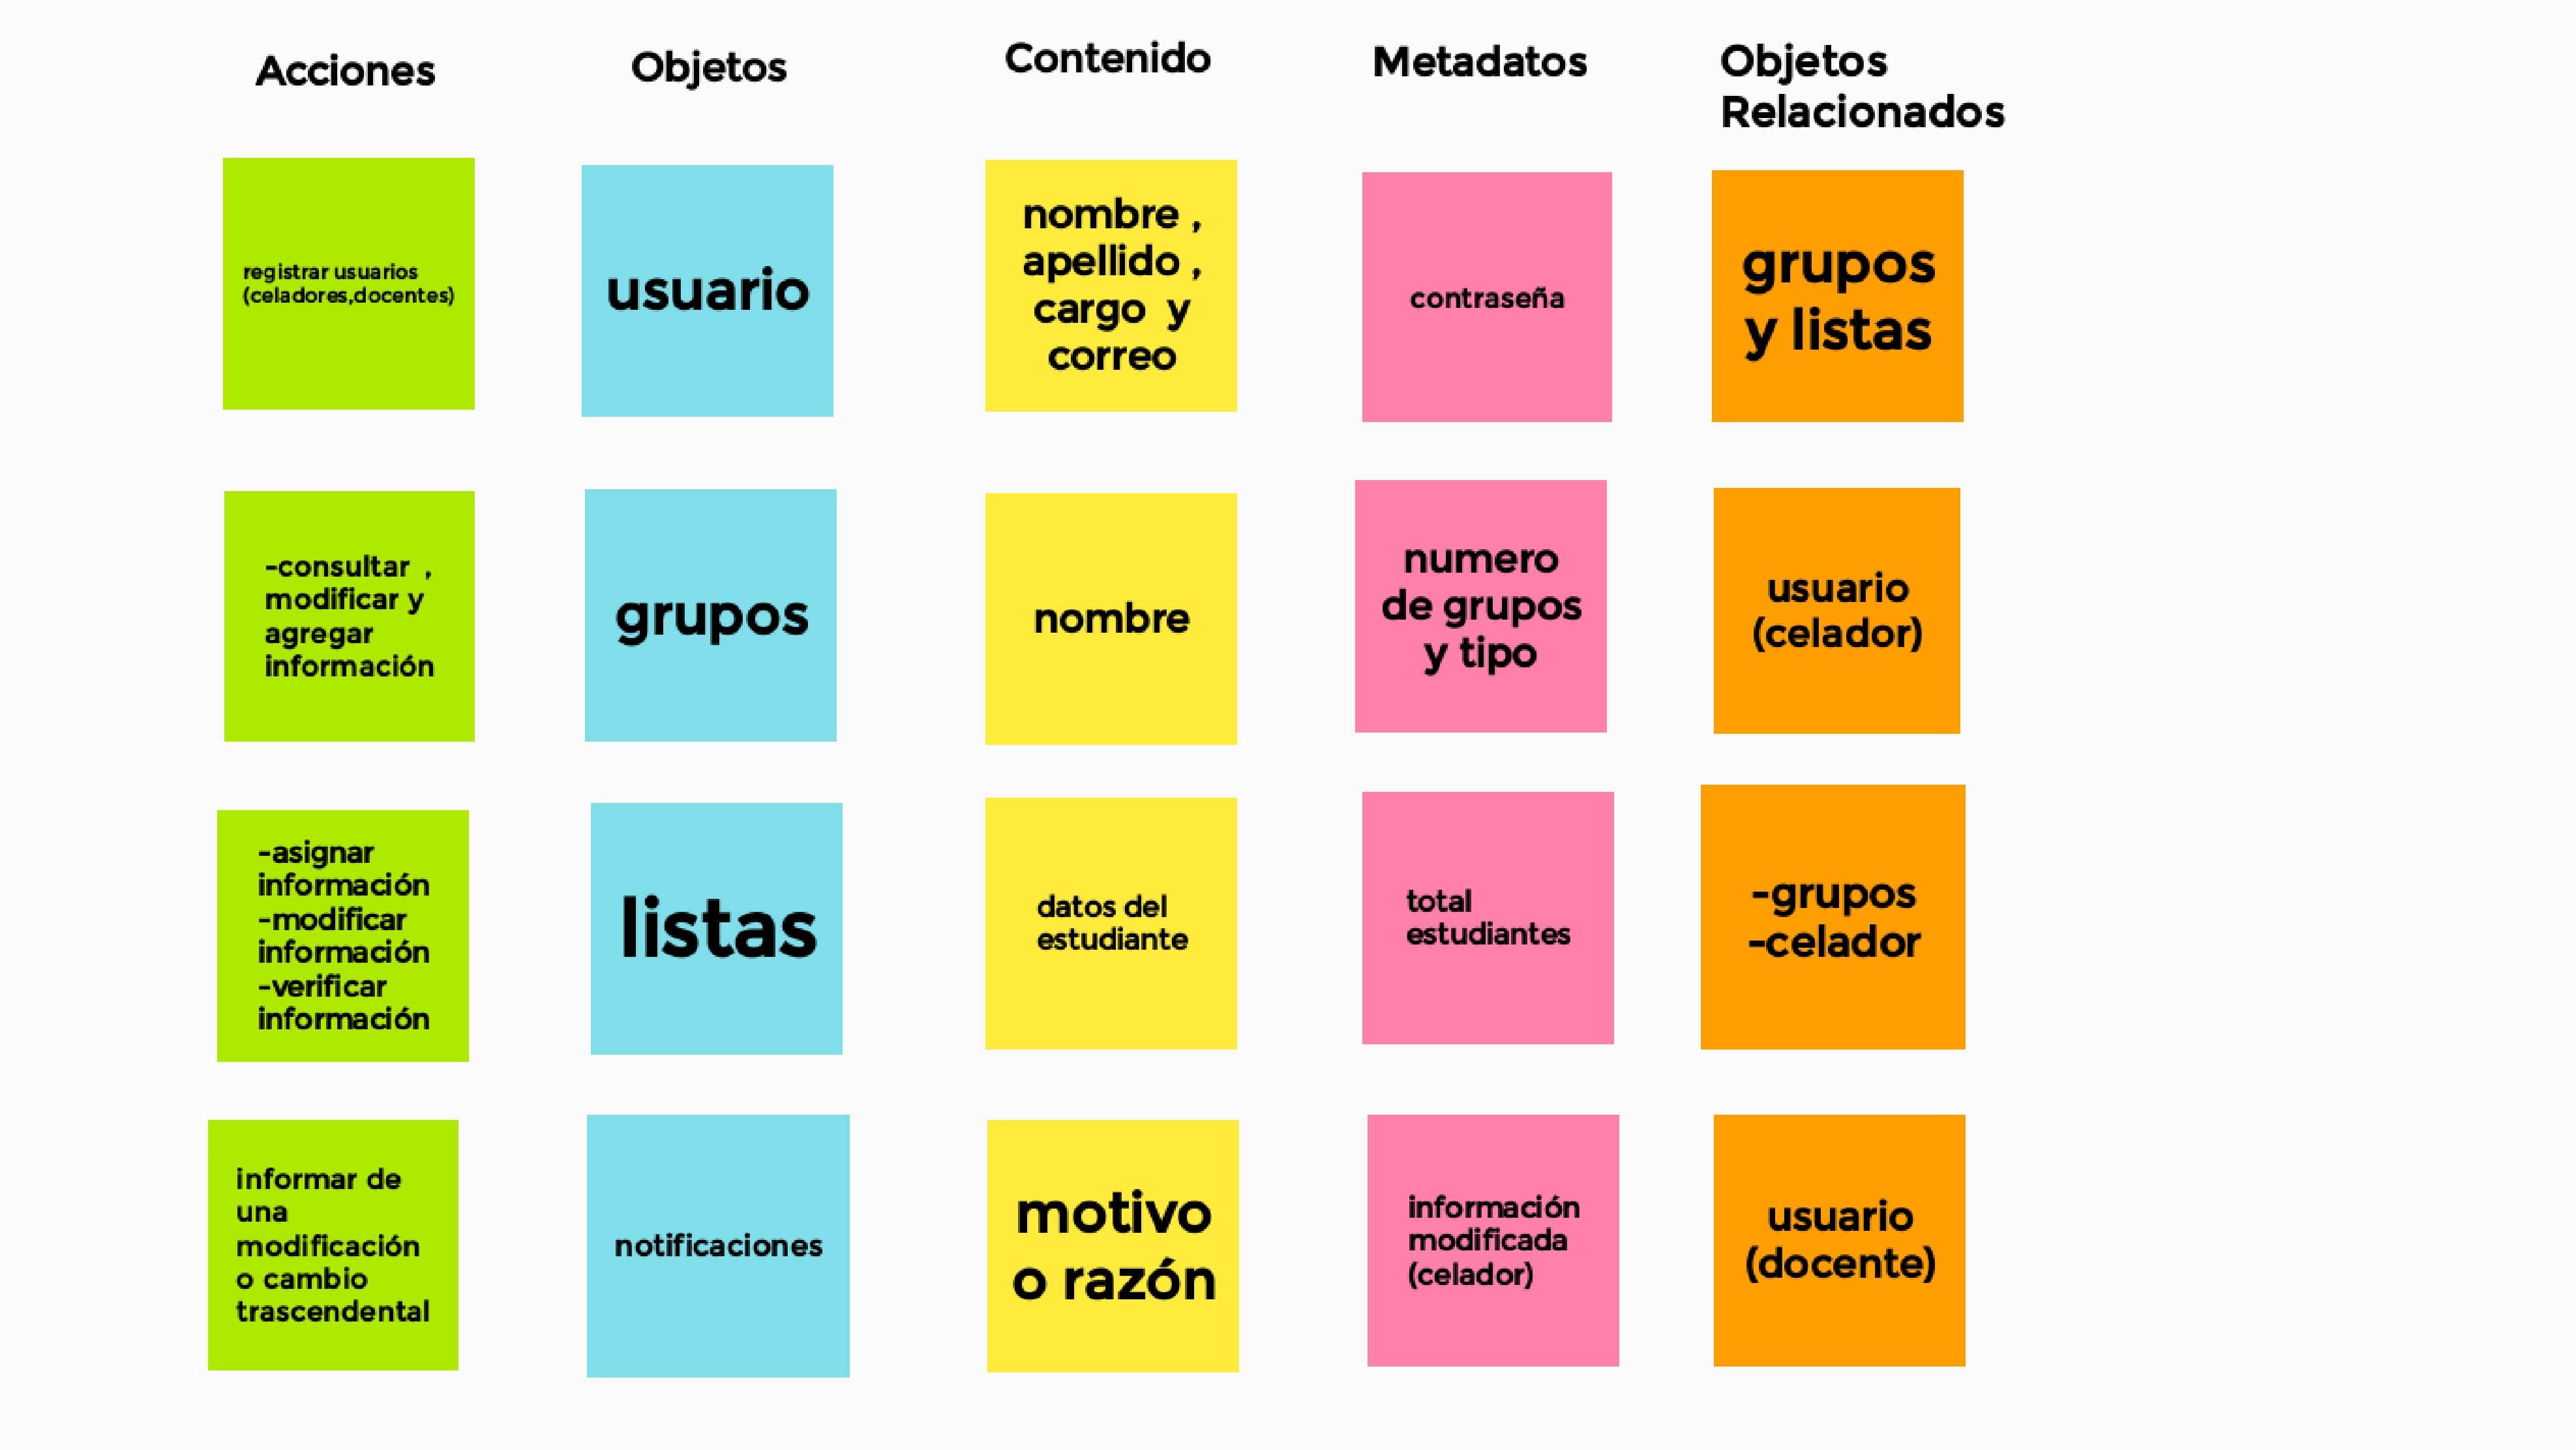 Acciones
Objetos
Contenido
Metadatos
Objetos
Relacionados
registrar usuarios
(celadores,docentes)
usuario
nombre ,
apellido ,
cargo y
correo
contraseña
grupos
y listas
-consultar ,
modificar y
agregar
información
grupos
nombre
numero
de grupos
y tipo
usuario
(celador)
-asignar
información
-modificar
información
-verificar
información
listas
datos del
estudiante
total
estudiantes
-grupos
-celador
informar de
una
modificación
o cambio
trascendental
notificaciones
motivo
o razón
información
modificada
(celador)
usuario
(docente)